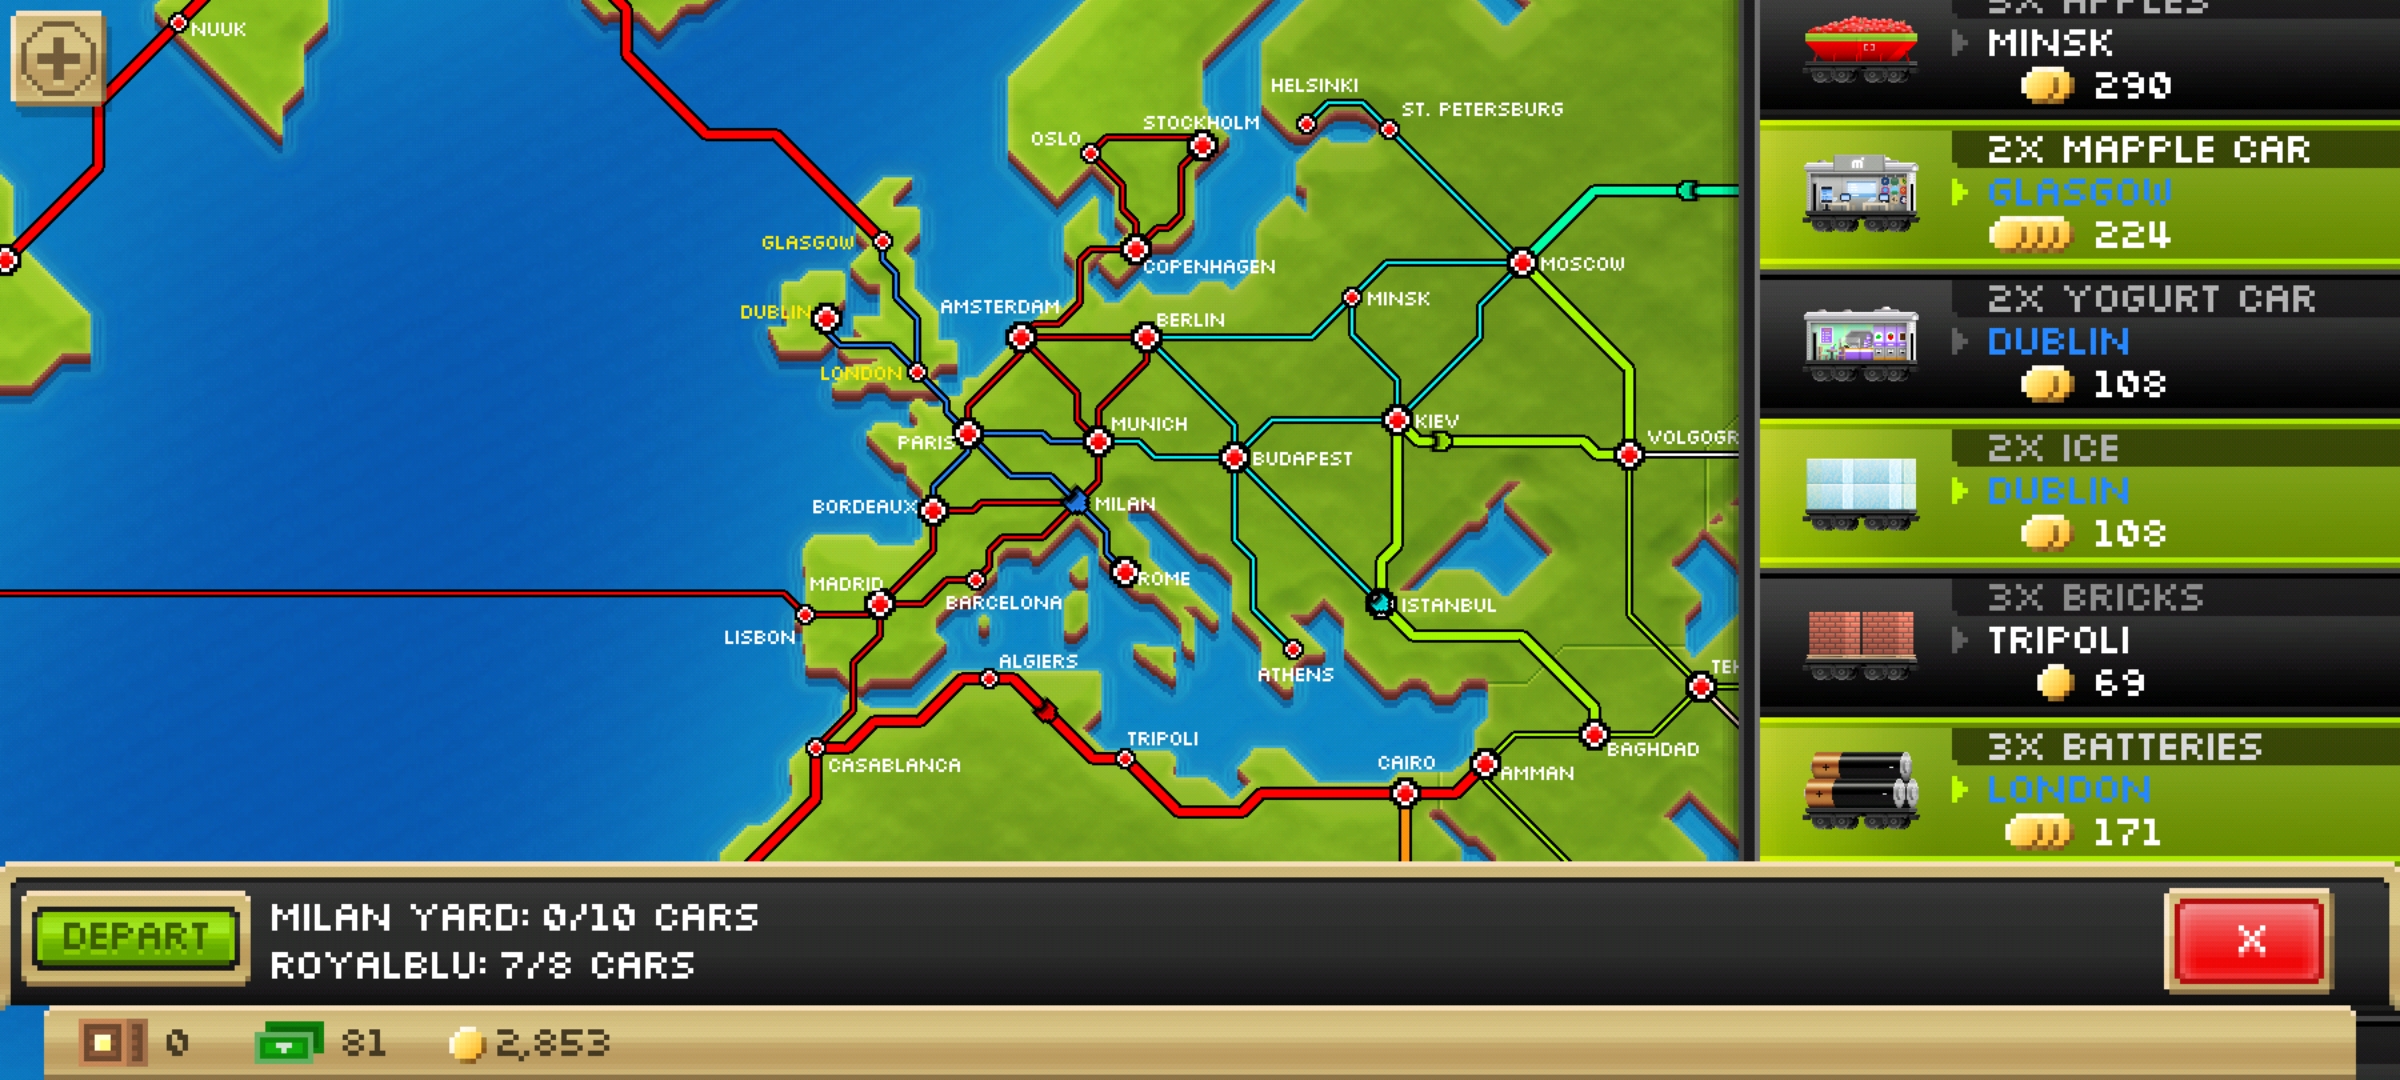 NUUK
HELSINKI
ST. PETERSBURG
STOCKHOLM
OSLO
GLASGOW
COPENHAGEN
MOSCOW
DUBLIN
AMSTERDAM
BERLIN
MINSK
LONDON
PARIS
MUNICH
KIEV
VOLGOGR
BUDAPEST
BORDEAUX
MILAN
MADRID
ROME
BARCELONA
ISTANBUL
LISBON
ALGIERS
ATHENS
TEH
TRIPOLI
CASABLANCA
CAIRO
AMMAN
BAGHDAD
3X APPLES
MINSK
290
m
2X MAPPLE CAR
GLASGOW
224
2X YOGURT CAR
DUBLIN
108
2X ICE
DUBLIN
108
3X BRICKS
TRIPOLI
69
3X BATTERIES
LONDON
171
DEPART
MILAN YARD: 0/10 CARS
ROYALBLU: 7/8 CARS
X
0
81
2,853